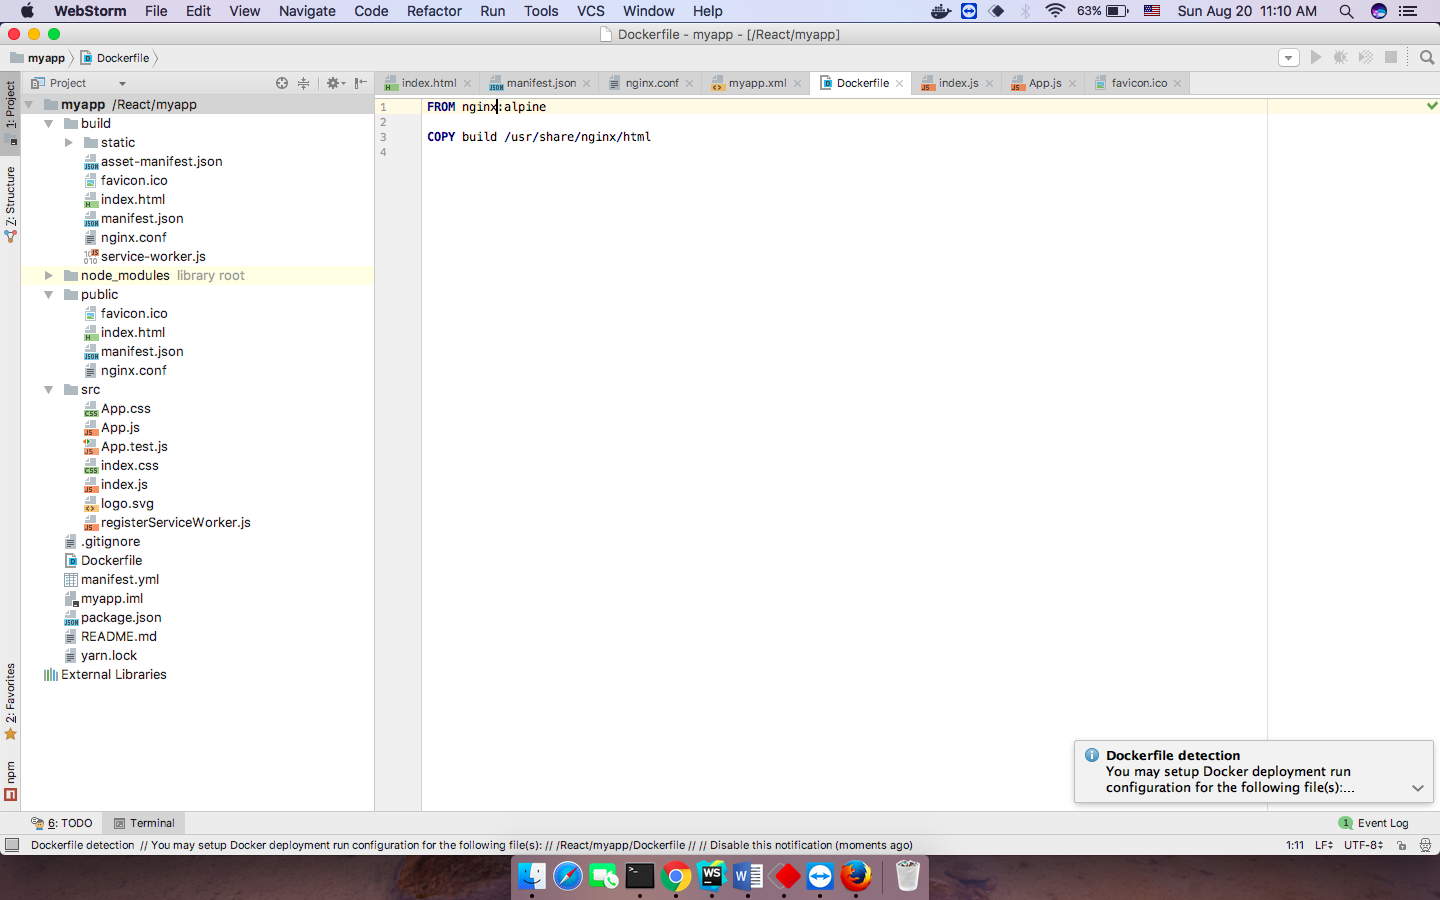 WebStorm File Edit View Navigate Code Refactor Run Tools VCS Window Help 63% Sun Aug 20 11:10 AM
Dockerfile - myapp - [/React/myapp]
myapp Dockerfile
Project
index.html manifest.json nginx.conf myapp.xml Dockerfile index.js App.js favicon.ico
1: Project
7: Structure
2: Favorites
npm
myapp /React/myapp
build
static
asset-manifest.json
favicon.ico
index.html
manifest.json
nginx.conf
service-worker.js
node_modules library root
public
favicon.ico
index.html
manifest.json
nginx.conf
src
App.css
App.js
App.test.js
index.css
index.js
logo.svg
registerServiceWorker.js
.gitignore
Dockerfile
manifest.yml
myapp.iml
package.json
README.md
yarn.lock
External Libraries
1 FROM nginx:alpine
2
3 COPY build /usr/share/nginx/html
4
Dockerfile detection
You may setup Docker deployment run
configuration for the following file(s):...
6: TODO Terminal 1 Event Log
Dockerfile detection // You may setup Docker deployment run configuration for the following file(s): // /React/myapp/Dockerfile // // Disable this notification (moments ago) 1:11 LF UTF-8